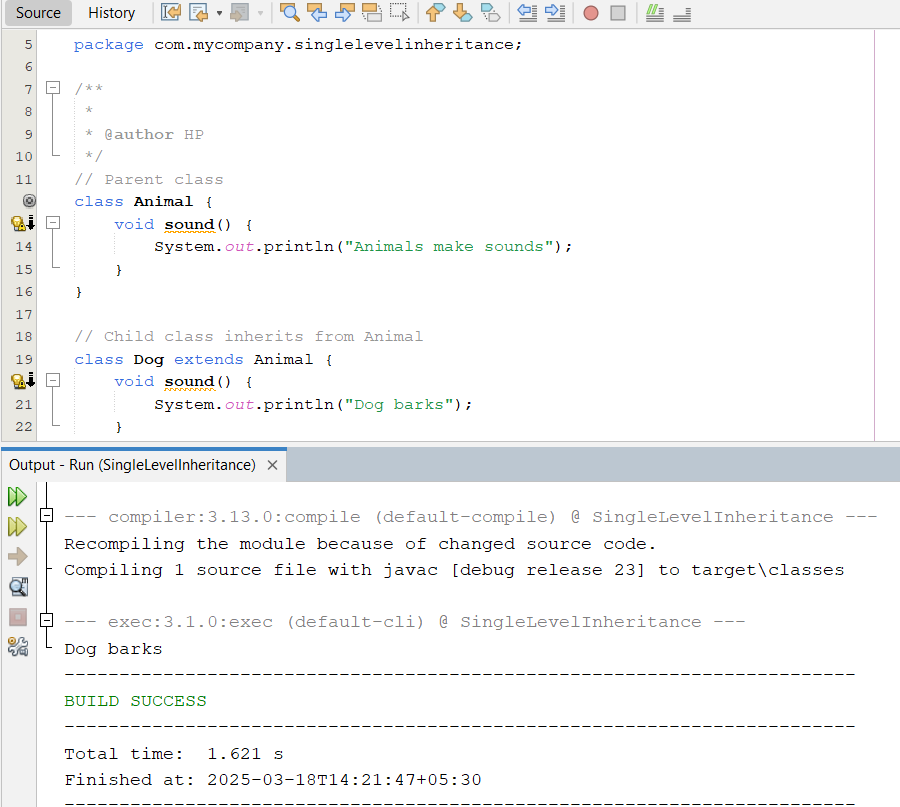 Source History
5 package com.mycompany.singlelevelinheritance;
6
7 /**
8 *
9 * @author HP
10 */
11 // Parent class
class Animal {
void sound() {
14 System.out.println("Animals make sounds");
15 }
16 }
17
18 // Child class inherits from Animal
19 class Dog extends Animal {
void sound() {
21 System.out.println("Dog barks");
22 }
Output - Run (SingleLevelInheritance) ×
--- compiler:3.13.0:compile (default-compile) @ SingleLevelInheritance ---
Recompiling the module because of changed source code.
Compiling 1 source file with javac [debug release 23] to target\classes
--- exec:3.1.0:exec (default-cli) @ SingleLevelInheritance ---
Dog barks
------------------------------------------------------------------------
BUILD SUCCESS
------------------------------------------------------------------------
Total time:  1.621 s
Finished at: 2025-03-18T14:21:47+05:30
------------------------------------------------------------------------